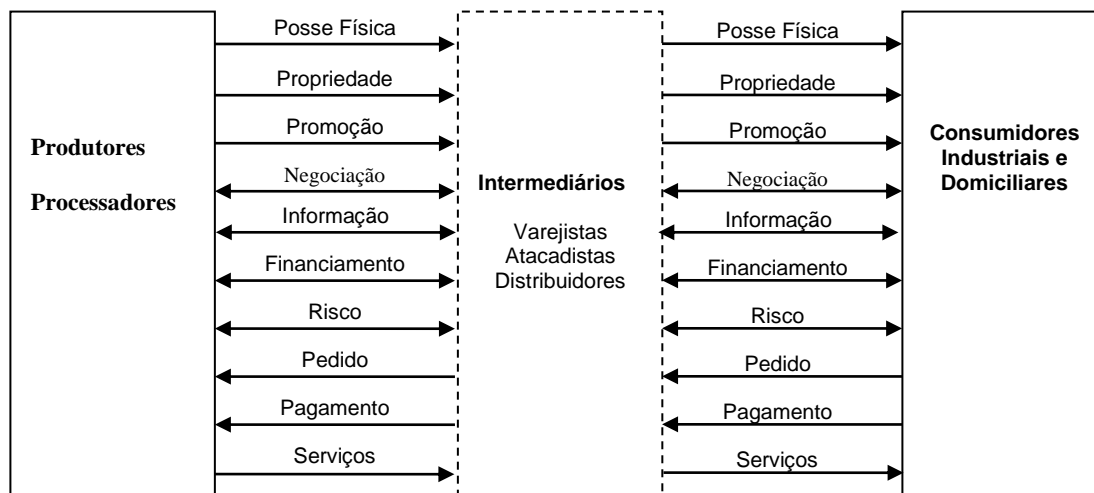 Produtores
Processadores
Posse Física
Propriedade
Promoção
Negociação
Informação
Financiamento
Risco
Pedido
Pagamento
Serviços
Intermediários
Varejistas
Atacadistas
Distribuidores
Posse Física
Propriedade
Promoção
Negociação
Informação
Financiamento
Risco
Pedido
Pagamento
Serviços
Consumidores
Industriais e
Domiciliares